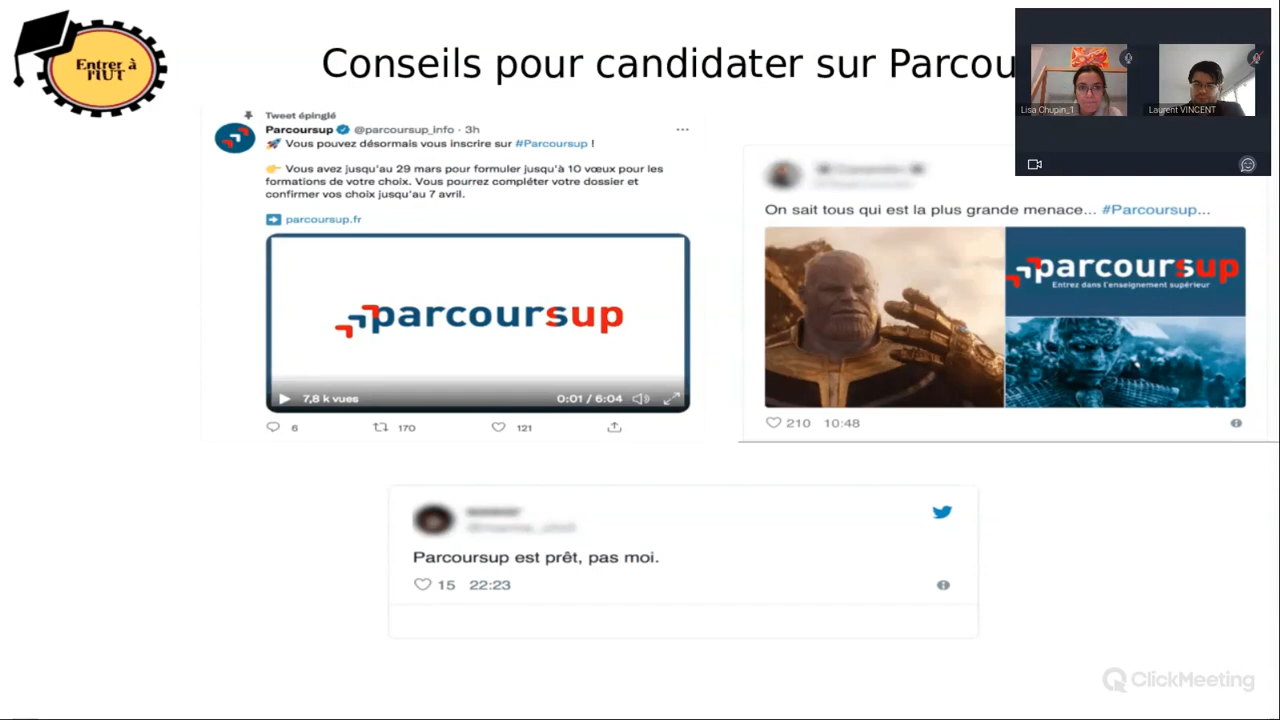 Entrer à
l'IUT
Conseils pour candidater sur Parcou
Lisa Chupin_1
Laurent VINCENT
Tweet épinglé
Parcoursup @parcoursup_info · 3h
🚀 Vous pouvez désormais vous inscrire sur #Parcoursup !
👉 Vous avez jusqu'au 29 mars pour formuler jusqu'à 10 vœux pour les
formations de votre choix. Vous pourrez compléter votre dossier et
confirmer vos choix jusqu'au 7 avril.
➡ parcoursup.fr
parcoursup
7,8 k vues
0:01 / 6:04
6
170
121
On sait tous qui est la plus grande menace... #Parcoursup...
parcoursup
Entrez dans l'enseignement supérieur
210 10:48
Parcoursup est prêt, pas moi.
15 22:23
ClickMeeting